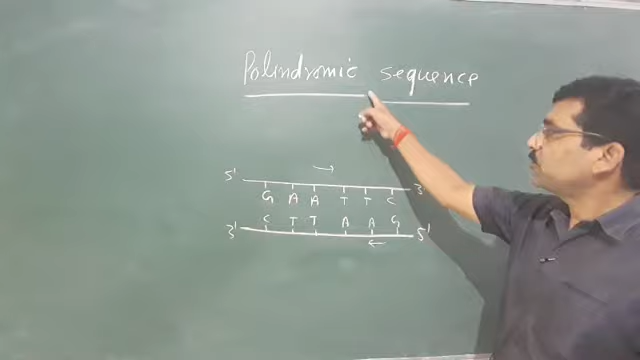 Polindromic sequence
5' 3'
G A A T T C
C T T A A G
3' 5'